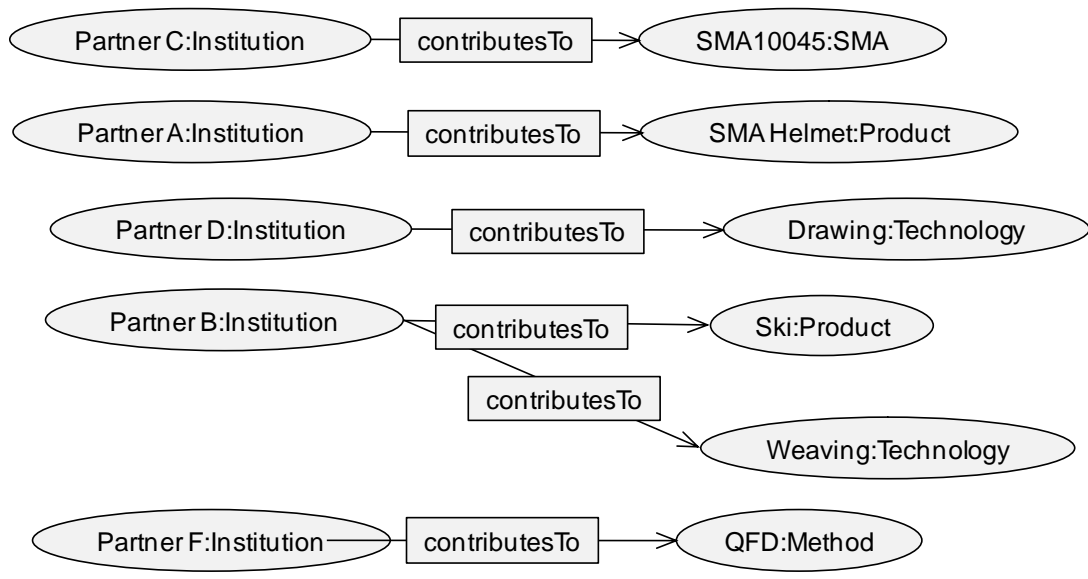 Partner C:Institution contributesTo SMA10045:SMA
Partner A:Institution contributesTo SMA Helmet:Product
Partner D:Institution contributesTo Drawing:Technology
Partner B:Institution contributesTo Ski:Product
contributesTo
Weaving:Technology
Partner F:Institution contributesTo QFD:Method